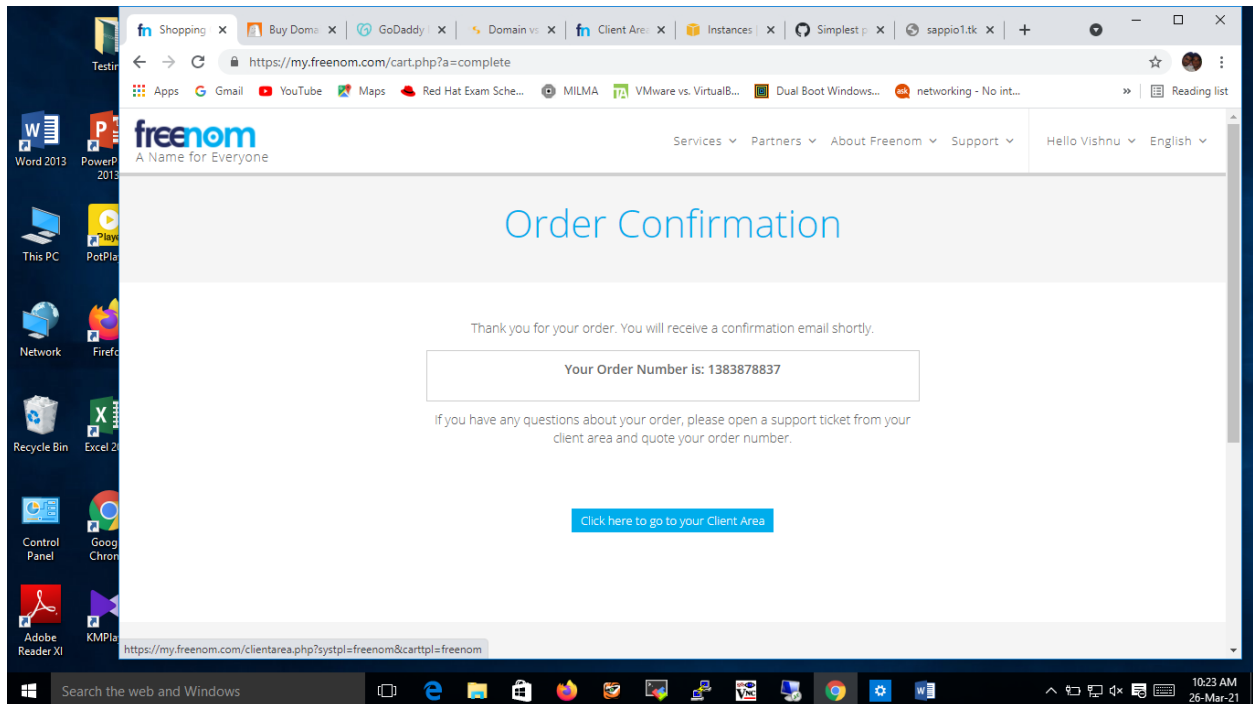 Testin
Word 2013
PowerP
2013
This PC
PotPla
Network
Firefo
Recycle Bin
Excel 20
Control
Panel
Goog
Chron
Adobe
Reader XI
KMPla
fn Shopping
Buy Doma
GoDaddy
Domain vs
fn Client Area
Instances |
Simplest p
sappio1.tk
https://my.freenom.com/cart.php?a=complete
Apps
Gmail
YouTube
Maps
Red Hat Exam Sche...
MILMA
TA VMware vs. VirtualB...
Dual Boot Windows...
ask networking - No int...
»
Reading list
freenom
A Name for Everyone
Services
Partners
About Freenom
Support
Hello Vishnu
English
Order Confirmation
Thank you for your order. You will receive a confirmation email shortly.
Your Order Number is: 1383878837
If you have any questions about your order, please open a support ticket from your
client area and quote your order number.
Click here to go to your Client Area
https://my.freenom.com/clientarea.php?systpl=freenom&carttpl=freenom
Search the web and Windows
10:23 AM
26-Mar-21